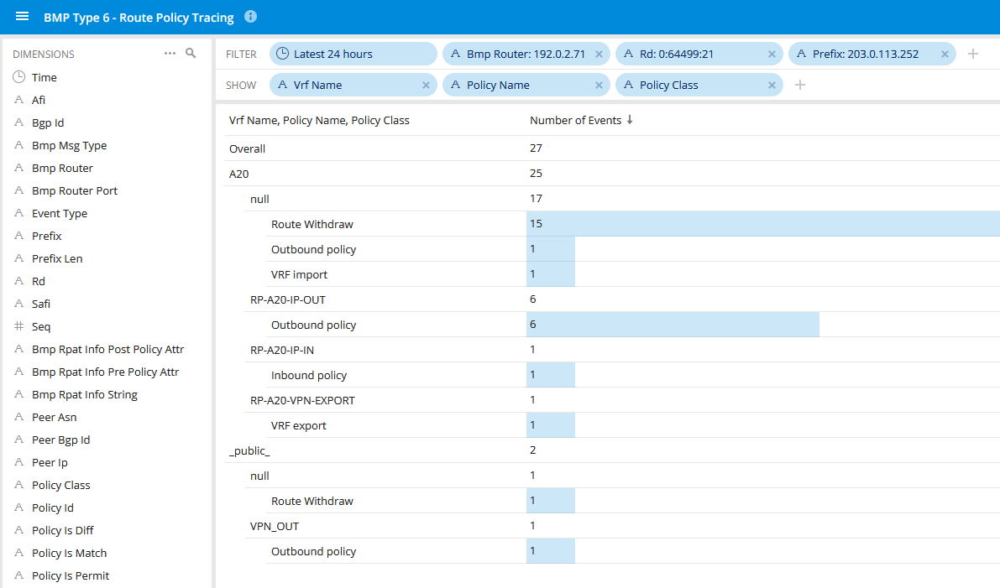 BMP Type 6 - Route Policy Tracing
DIMENSIONS
Time
Afi
Bgp Id
Bmp Msg Type
Bmp Router
Bmp Router Port
Event Type
Prefix
Prefix Len
Rd
Safi
Seq
Bmp Rpat Info Post Policy Attr
Bmp Rpat Info Pre Policy Attr
Bmp Rpat Info String
Peer Asn
Peer Bgp Id
Peer Ip
Policy Class
Policy Id
Policy Is Diff
Policy Is Match
Policy Is Permit
FILTER Latest 24 hours Bmp Router: 192.0.2.71 Rd: 0:64499:21 Prefix: 203.0.113.252
SHOW Vrf Name Policy Name Policy Class
Vrf Name, Policy Name, Policy Class Number of Events
Overall 27
A20 25
null 17
Route Withdraw 15
Outbound policy 1
VRF import 1
RP-A20-IP-OUT 6
Outbound policy 6
RP-A20-IP-IN 1
Inbound policy 1
RP-A20-VPN-EXPORT 1
VRF export 1
_public_ 2
null 1
Route Withdraw 1
VPN_OUT 1
Outbound policy 1